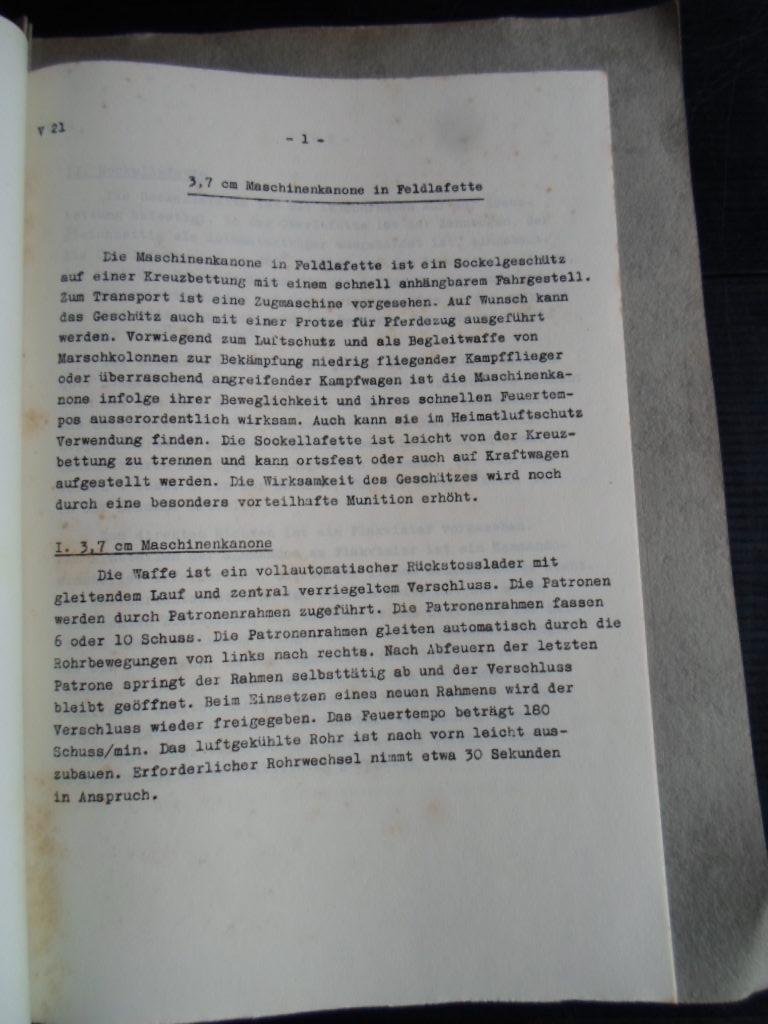 V 21
- 1 -
3,7 cm Maschinenkanone in Feldlafette
Die Maschinenkanone in Feldlafette ist ein Sockelgeschütz
auf einer Kreuzbettung mit einem schnell anhängbarem Fahrgestell.
Zum Transport ist eine Zugmaschine vorgesehen. Auf Wunsch kann
das Geschütz auch mit einer Protze für Pferdezug ausgeführt
werden. Vorwiegend zum Luftschutz und als Begleitwaffe von
Marschkolonnen zur Bekämpfung niedrig fliegender Kampfflieger
oder überraschend angreifender Kampfwagen ist die Maschinenka-
none infolge ihrer Beweglichkeit und ihres schnellen Feuertem-
pos ausserordentlich wirksam. Auch kann sie im Heimatluftschutz
Verwendung finden. Die Sockellafette ist leicht von der Kreuz-
bettung zu trennen und kann ortsfest oder auch auf Kraftwagen
aufgestellt werden. Die Wirksamkeit des Geschützes wird noch
durch eine besonders vorteilhafte Munition erhöht.
I. 3,7 cm Maschinenkanone
Die Waffe ist ein vollautomatischer Rückstosslader mit
gleitendem Lauf und zentral verriegeltem Verschluss. Die Patronen
werden durch Patronenrahmen zugeführt. Die Patronenrahmen fassen
6 oder 10 Schuss. Die Patronenrahmen gleiten automatisch durch die
Rohrbewegungen von links nach rechts. Nach Abfeuern der letzten
Patrone springt der Rahmen selbsttätig ab und der Verschluss
bleibt geöffnet. Beim Einsetzen eines neuen Rahmens wird der
Verschluss wieder freigegeben. Das Feuertempo beträgt 180
Schuss/min. Das luftgekühlte Rohr ist nach vorn leicht aus-
zubauen. Erforderlicher Rohrwechsel nimmt etwa 30 Sekunden
in Anspruch.